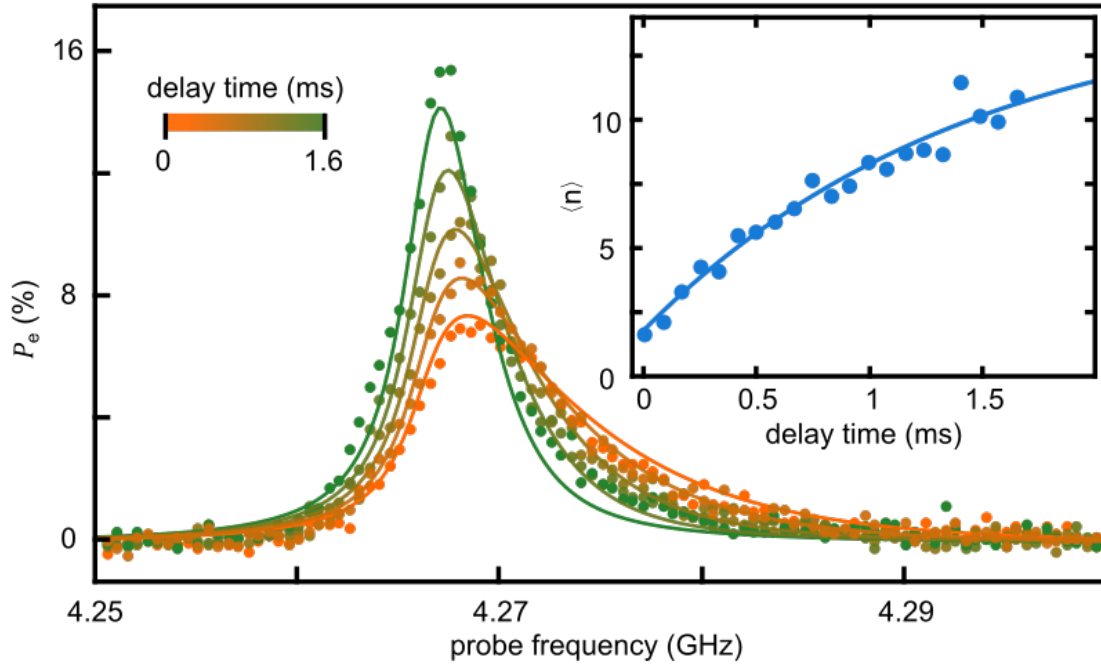 16
8
0
P_e (%)
delay time (ms)
0 1.6
4.25 4.27 4.29
probe frequency (GHz)
10
5
0
⟨n⟩
0 0.5 1 1.5
delay time (ms)